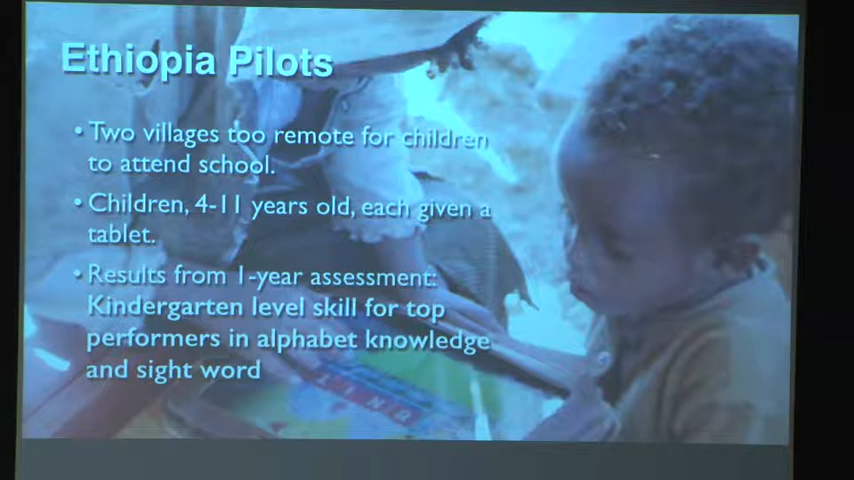 Ethiopia Pilots
• Two villages too remote for children
to attend school.
• Children, 4-11 years old, each given a
tablet.
• Results from 1-year assessment:
Kindergarten level skill for top
performers in alphabet knowledge
and sight word